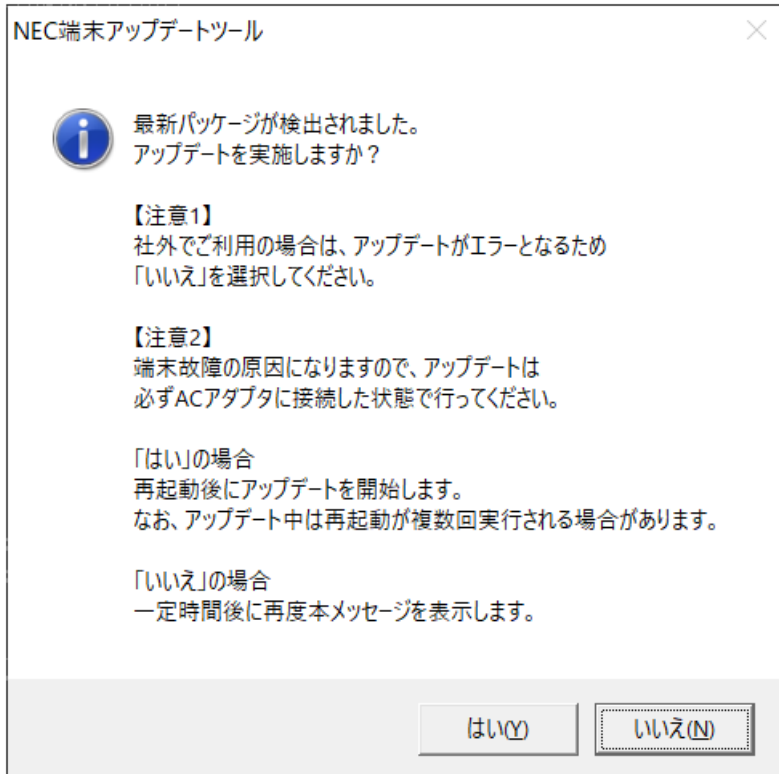 NEC端末アップデートツール
最新パッケージが検出されました。
アップデートを実施しますか？
【注意1】
社外でご利用の場合は、アップデートがエラーとなるため
「いいえ」を選択してください。
【注意2】
端末故障の原因になりますので、アップデートは
必ずACアダプタに接続した状態で行ってください。
「はい」の場合
再起動後にアップデートを開始します。
なお、アップデート中は再起動が複数回実行される場合があります。
「いいえ」の場合
一定時間後に再度本メッセージを表示します。
はい(Y)
いいえ(N)